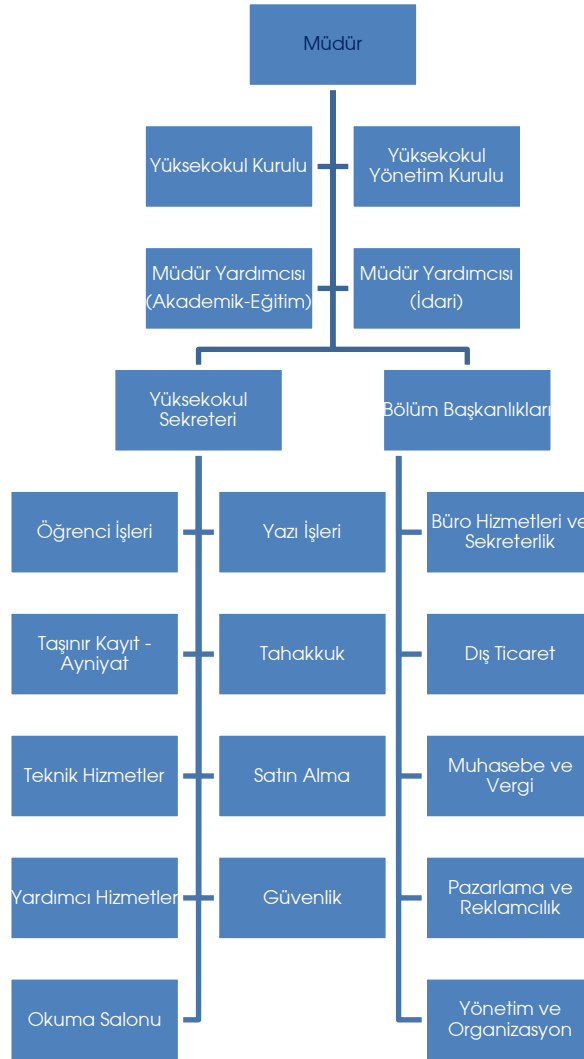 Müdür
Yüksekokul Kurulu
Yüksekokul
Yönetim Kurulu
Müdür Yardımcısı
(Akademik-Eğitim)
Müdür Yardımcısı
(İdari)
Yüksekokul
Sekreteri
Bölüm Başkanlıkları
Öğrenci İşleri
Yazı İşleri
Büro Hizmetleri ve
Sekreterlik
Taşınır Kayıt -
Ayniyat
Tahakkuk
Dış Ticaret
Teknik Hizmetler
Satın Alma
Muhasebe ve
Vergi
Yardımcı Hizmetler
Güvenlik
Pazarlama ve
Reklamcılık
Okuma Salonu
Yönetim ve
Organizasyon